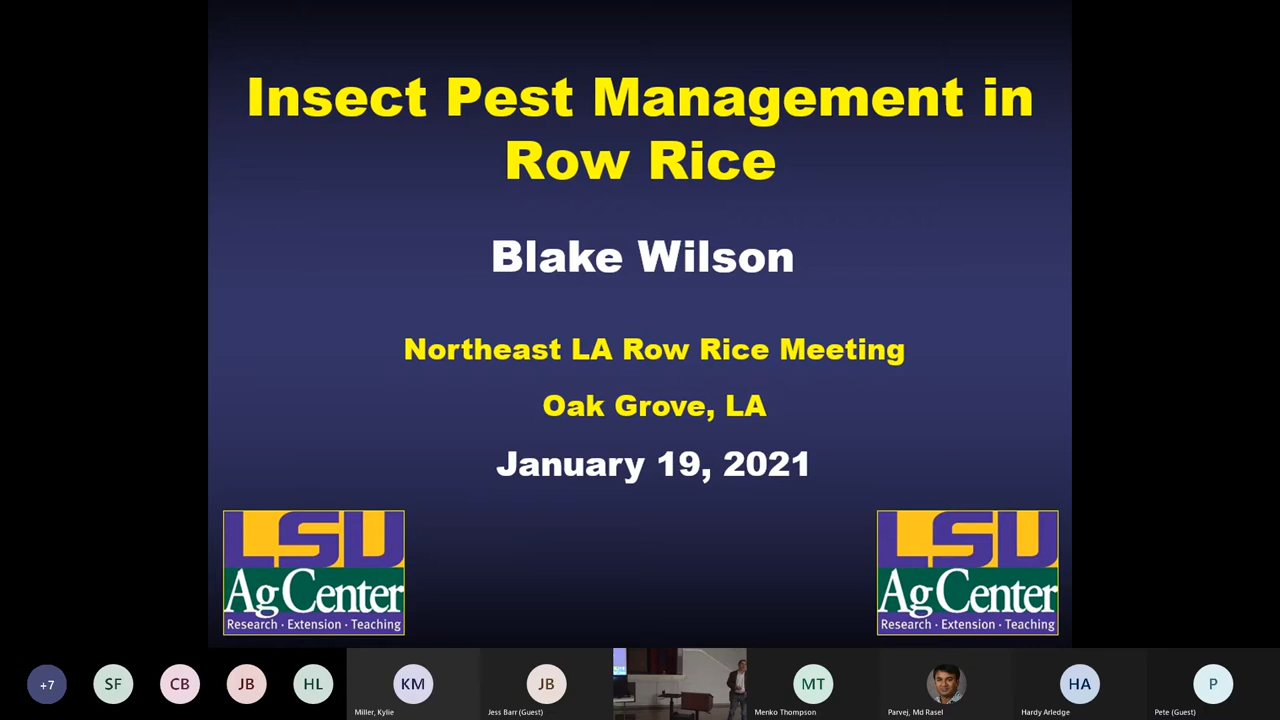 Insect Pest Management in
Row Rice
Blake Wilson
Northeast LA Row Rice Meeting
Oak Grove, LA
January 19, 2021
LSU
AgCenter
Research · Extension · Teaching
LSU
AgCenter
Research · Extension · Teaching
+7
SF
CB
JB
HL
KM
Miller, Kylie
JB
Jess Barr (Guest)
MT
Menko Thompson
Parvej, Md Rasel
HA
Hardy Arledge
P
Pete (Guest)